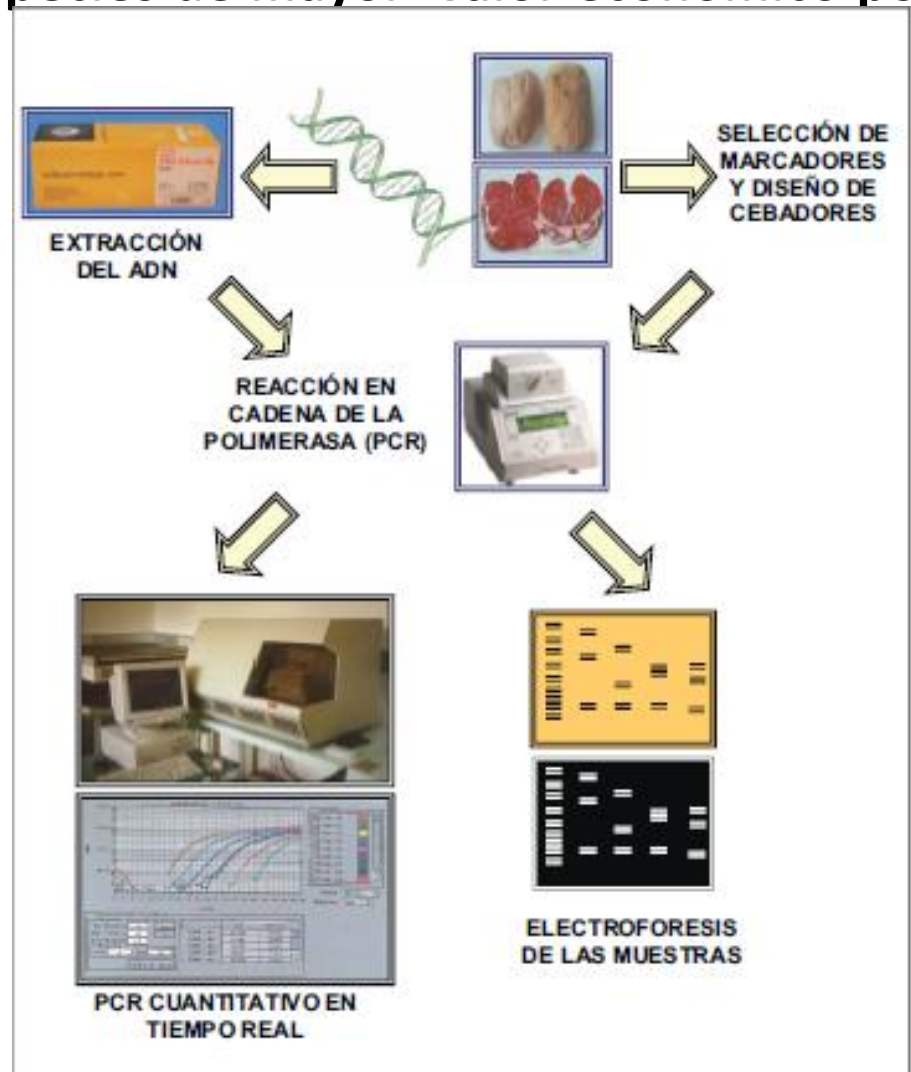 SELECCIÓN DE
MARCADORES
Y DISEÑO DE
CEBADORES
EXTRACCIÓN
DEL ADN
REACCIÓN EN
CADENA DE LA
POLIMERASA (PCR)
ELECTROFORESIS
DE LAS MUESTRAS
PCR CUANTITATIVO EN
TIEMPO REAL